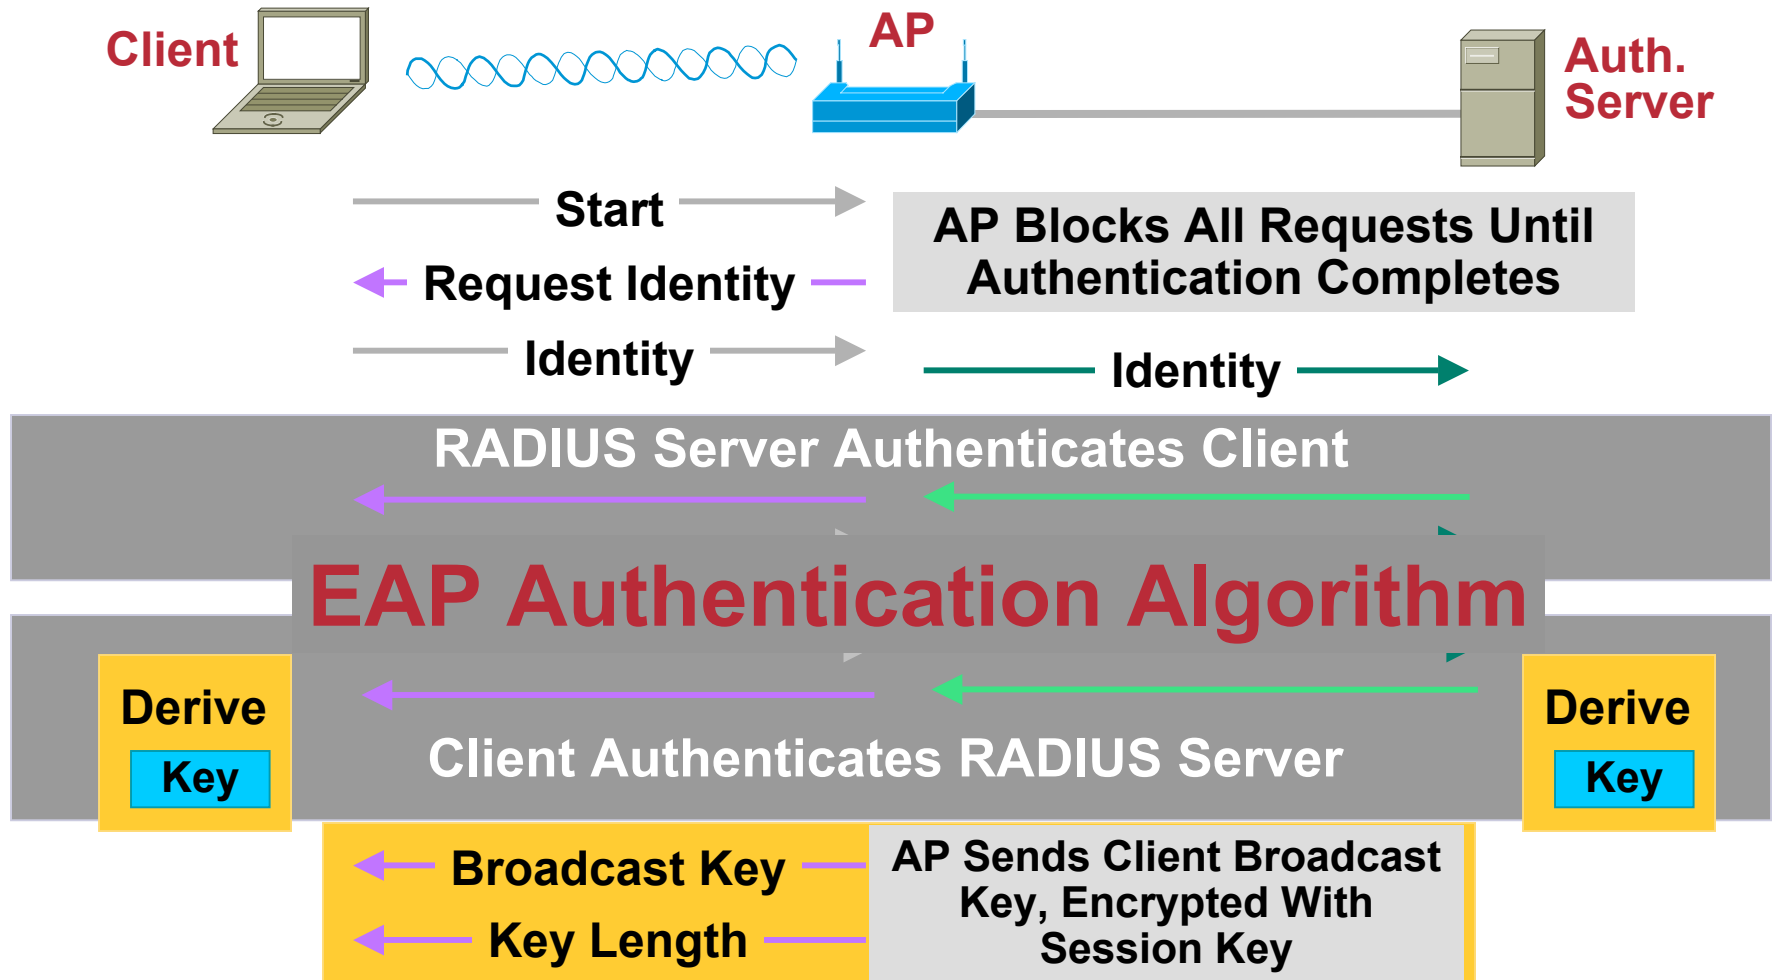 Client
AP
Auth.
Server
Start
AP Blocks All Requests Until
Authentication Completes
Request Identity
Identity
Identity
RADIUS Server Authenticates Client
EAP Authentication Algorithm
Derive
Key
Client Authenticates RADIUS Server
Derive
Key
Broadcast Key
Key Length
AP Sends Client Broadcast
Key, Encrypted With
Session Key